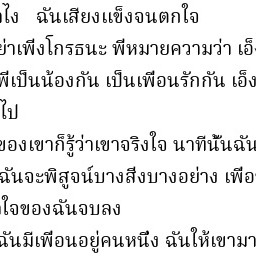 ไง ฉันเสียงแข็งจนตกใจ
ย่าเพิ่งโกรธนะ พี่หมายความว่า เอ็ง
พี่เป็นน้องกัน เป็นเพื่อนรักกัน เอ็ง
ไป
ของเขาก็รู้ว่าเขาจริงใจ นาทีนั้นฉัน
ฉันจะพิสูจน์บางสิ่งบางอย่าง เพื่อ
ใจของฉันจบลง
ฉันมีเพื่อนอยู่คนหนึ่ง ฉันให้เขามา